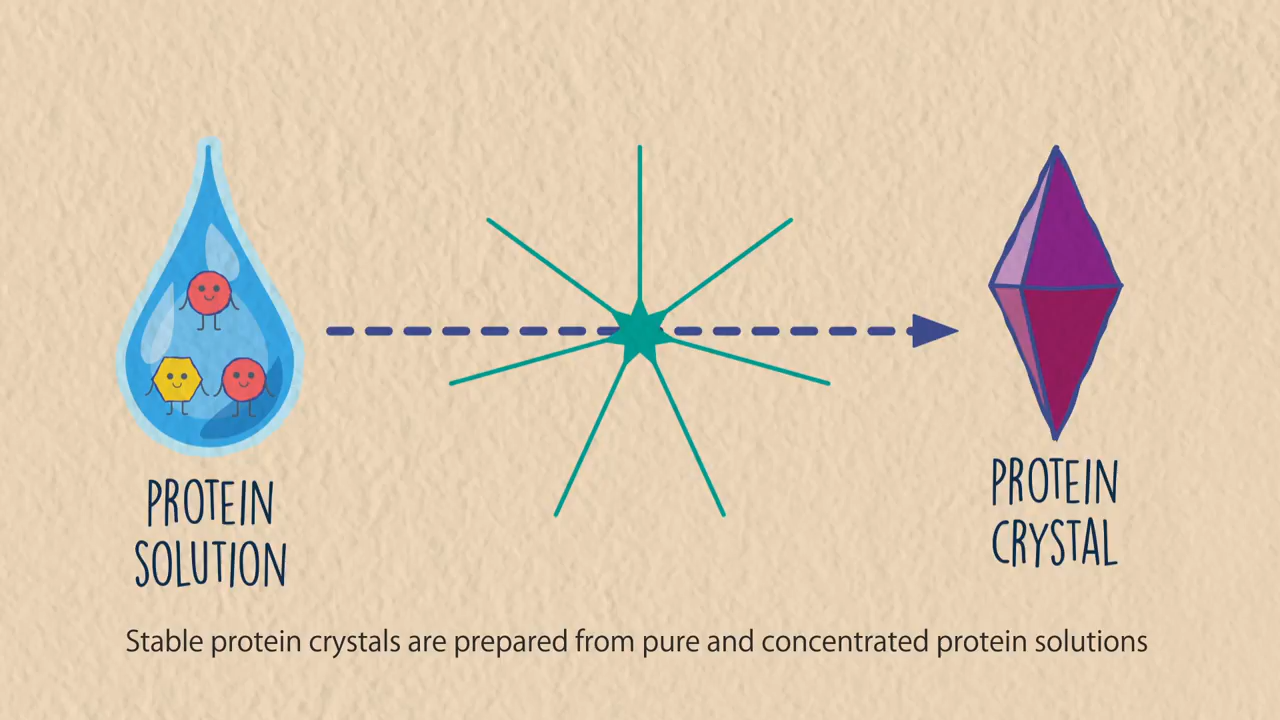 PROTEIN
SOLUTION
PROTEIN
CRYSTAL
Stable protein crystals are prepared from pure and concentrated protein solutions